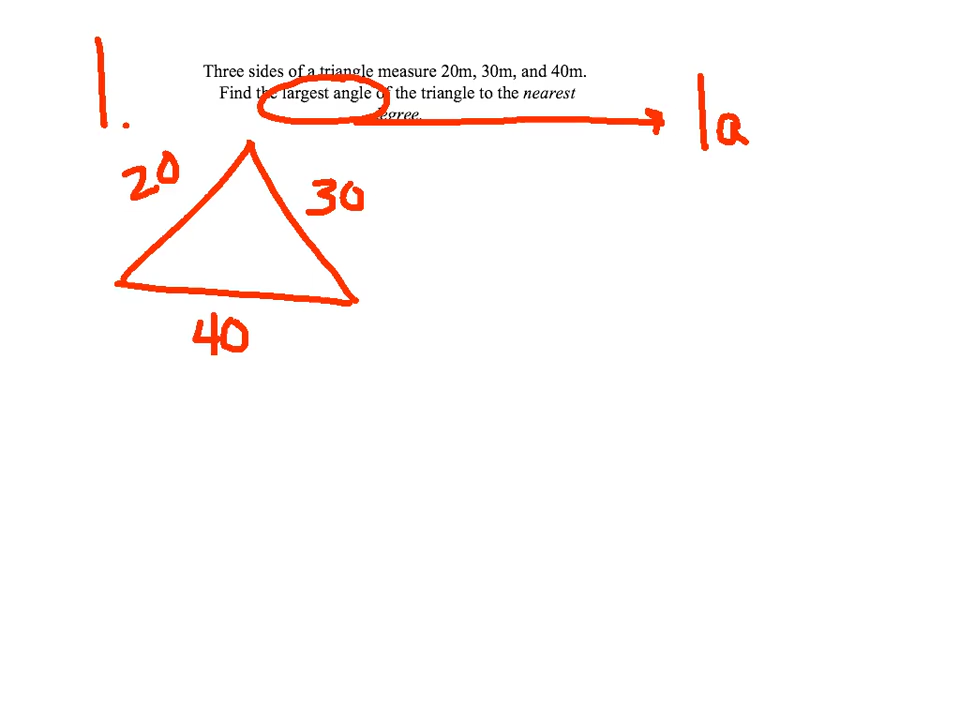 1.
Three sides of a triangle measure 20m, 30m, and 40m.
Find the largest angle of the triangle to the nearest
degree.
1a
20
30
40